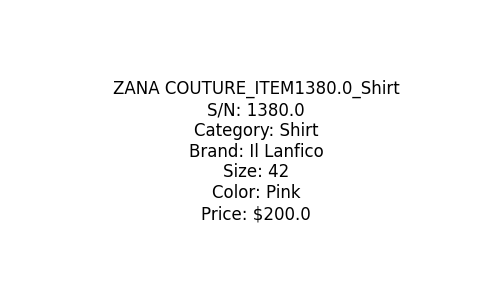 ZANA COUTURE_ITEM1380.0_Shirt
S/N: 1380.0
Category: Shirt
Brand: Il Lanfico
Size: 42
Color: Pink
Price: $200.0